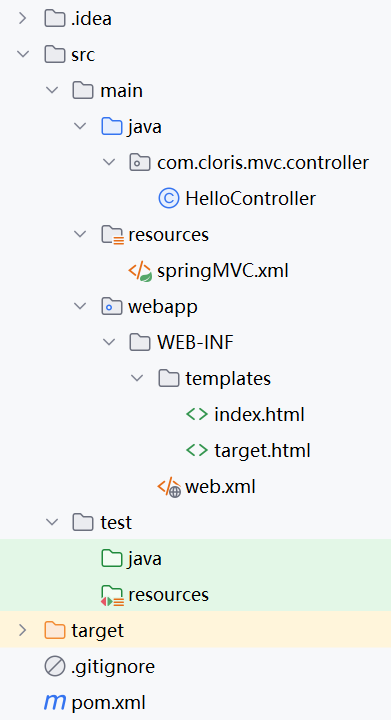 .idea
src
main
java
com.cloris.mvc.controller
HelloController
resources
springMVC.xml
webapp
WEB-INF
templates
index.html
target.html
web.xml
test
java
resources
target
.gitignore
pom.xml